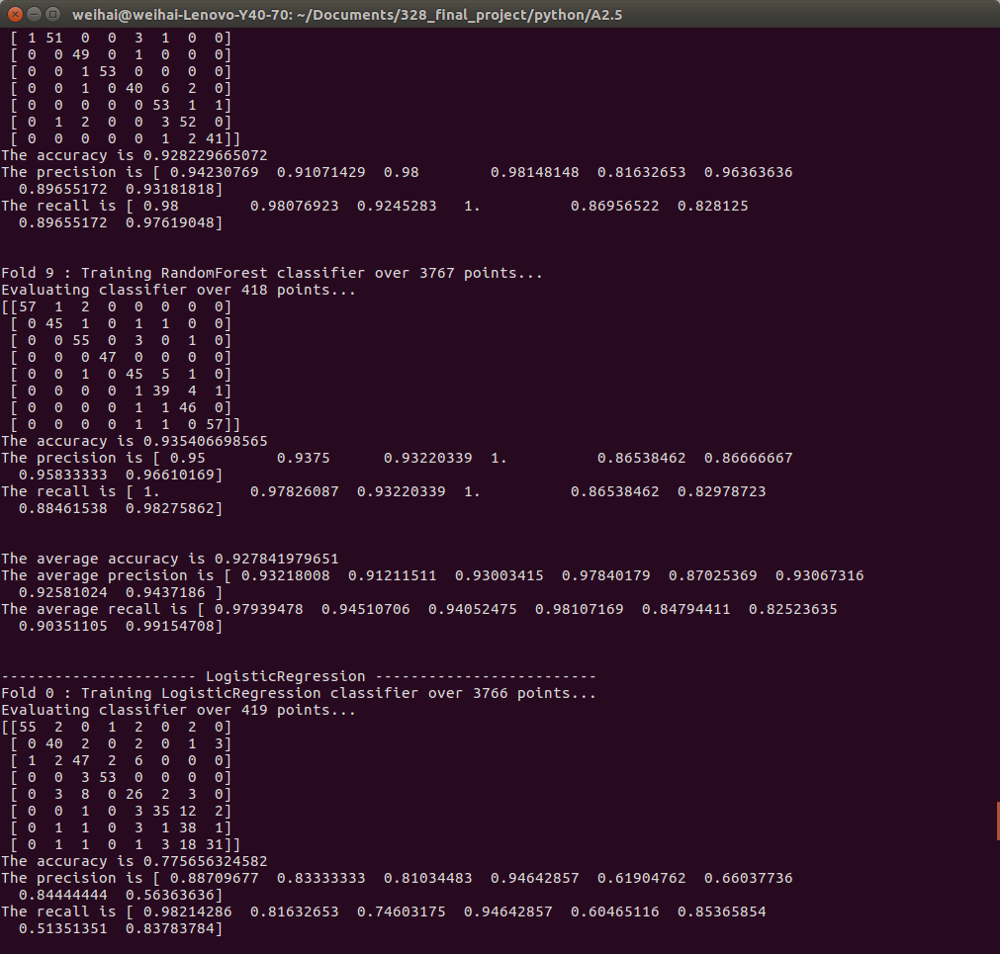 weihai@weihai-Lenovo-Y40-70: ~/Documents/328_final_project/python/A2.5
 [ 1 51  0  0  3  1  0  0]
 [ 0  0 49  0  1  0  0  0]
 [ 0  0  1 53  0  0  0  0]
 [ 0  0  1  0 40  6  2  0]
 [ 0  0  0  0  0 53  1  1]
 [ 0  1  2  0  0  3 52  0]
 [ 0  0  0  0  0  1  2 41]]
The accuracy is 0.928229665072
The precision is [ 0.94230769  0.91071429  0.98        0.98148148  0.81632653  0.96363636
  0.89655172  0.93181818]
The recall is [ 0.98        0.98076923  0.9245283   1.          0.86956522  0.828125
  0.89655172  0.97619048]
Fold 9 : Training RandomForest classifier over 3767 points...
Evaluating classifier over 418 points...
[[57  1  2  0  0  0  0  0]
 [ 0 45  1  0  1  1  0  0]
 [ 0  0 55  0  3  0  1  0]
 [ 0  0  0 47  0  0  0  0]
 [ 0  0  1  0 45  5  1  0]
 [ 0  0  0  0  1 39  4  1]
 [ 0  0  0  0  1  1 46  0]
 [ 0  0  0  0  1  1  0 57]]
The accuracy is 0.935406698565
The precision is [ 0.95        0.9375      0.93220339  1.          0.86538462  0.86666667
  0.95833333  0.96610169]
The recall is [ 1.          0.97826087  0.93220339  1.          0.86538462  0.82978723
  0.88461538  0.98275862]
The average accuracy is 0.927841979651
The average precision is [ 0.93218008  0.91211511  0.93003415  0.97840179  0.87025369  0.93067316
  0.92581024  0.9437186 ]
The average recall is [ 0.97939478  0.94510706  0.94052475  0.98107169  0.84794411  0.82523635
  0.90351105  0.99154708]
---------------------- LogisticRegression -------------------------
Fold 0 : Training LogisticRegression classifier over 3766 points...
Evaluating classifier over 419 points...
[[55  2  0  1  2  0  2  0]
 [ 0 40  2  0  2  0  1  3]
 [ 1  2 47  2  6  0  0  0]
 [ 0  0  3 53  0  0  0  0]
 [ 0  3  8  0 26  2  3  0]
 [ 0  0  1  0  3 35 12  2]
 [ 0  1  1  0  3  1 38  1]
 [ 0  1  1  0  1  3 18 31]]
The accuracy is 0.775656324582
The precision is [ 0.88709677  0.83333333  0.81034483  0.94642857  0.61904762  0.66037736
  0.84444444  0.56363636]
The recall is [ 0.98214286  0.81632653  0.74603175  0.94642857  0.60465116  0.85365854
  0.51351351  0.83783784]